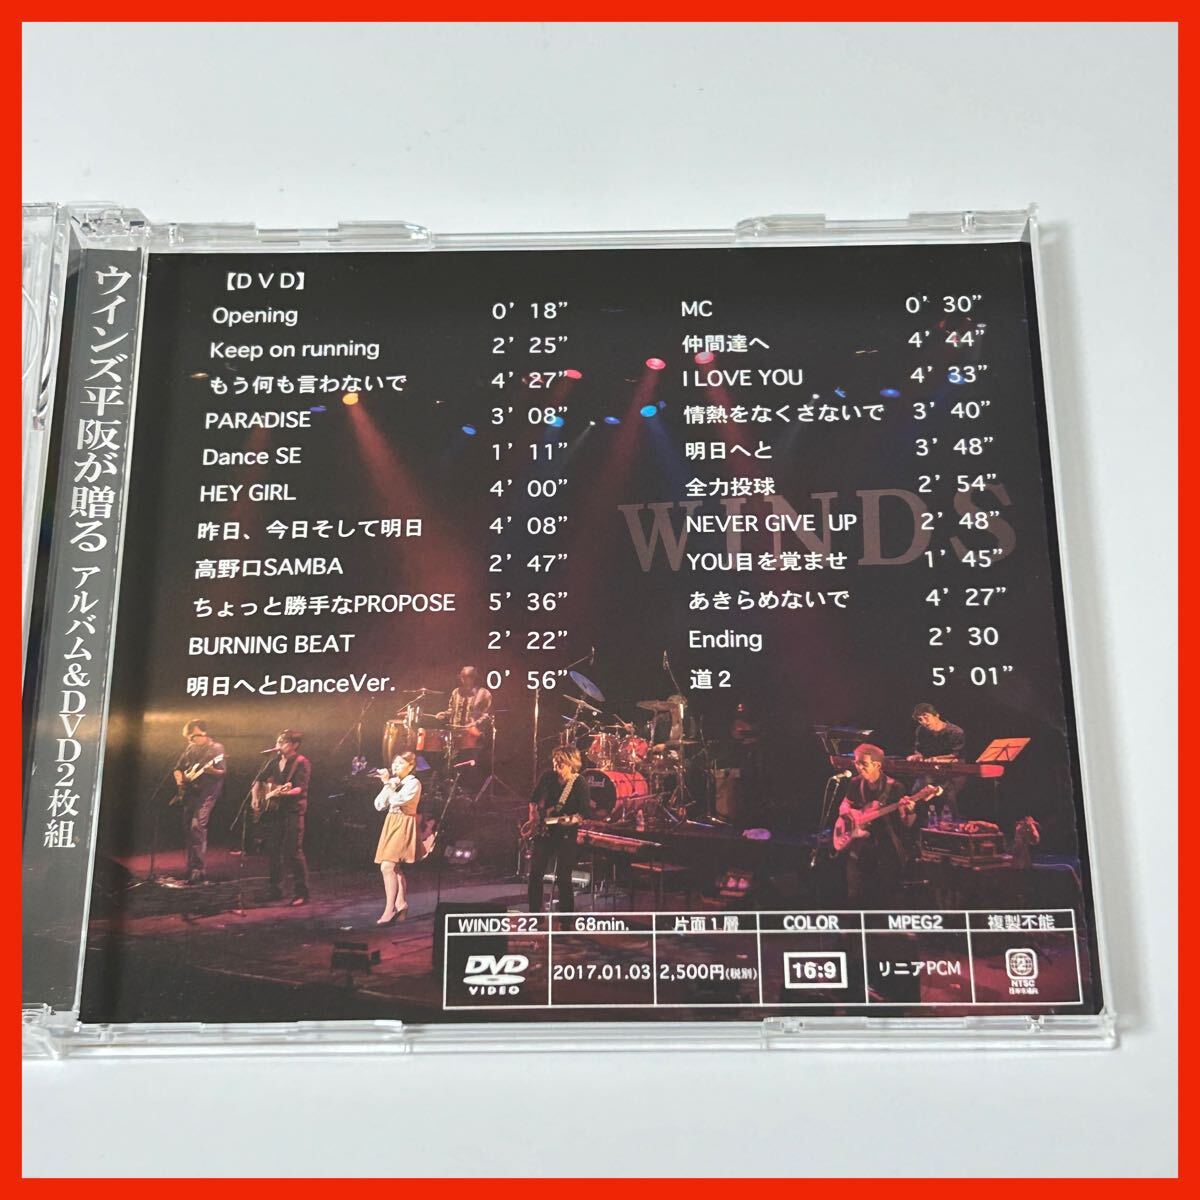 ウインズ平阪が贈る アルバム&DVD2枚組
【DVD】
Opening 0’18”
Keep on running 2’25”
もう何も言わないで 4’27”
PARADISE 3’08”
Dance SE 1’11”
HEY GIRL 4’00”
昨日、今日そして明日 4’08”
高野口SAMBA 2’47”
ちょっと勝手なPROPOSE 5’36”
BURNING BEAT 2’22”
明日へとDanceVer. 0’56”
MC 0’30”
仲間達へ 4’44”
I LOVE YOU 4’33”
情熱をなくさないで 3’40”
明日へと 3’48”
全力投球 2’54”
NEVER GIVE UP 2’48”
YOU目を覚ませ 1’45”
あきらめないで 4’27”
Ending 2’30
道2 5’01”
WINDS
WINDS-22 68min. 片面1層 COLOR MPEG2 複製不能
DVD VIDEO 2017.01.03 2,500円(税別) 16:9 リニアPCM 2 NTSC 日本市場向